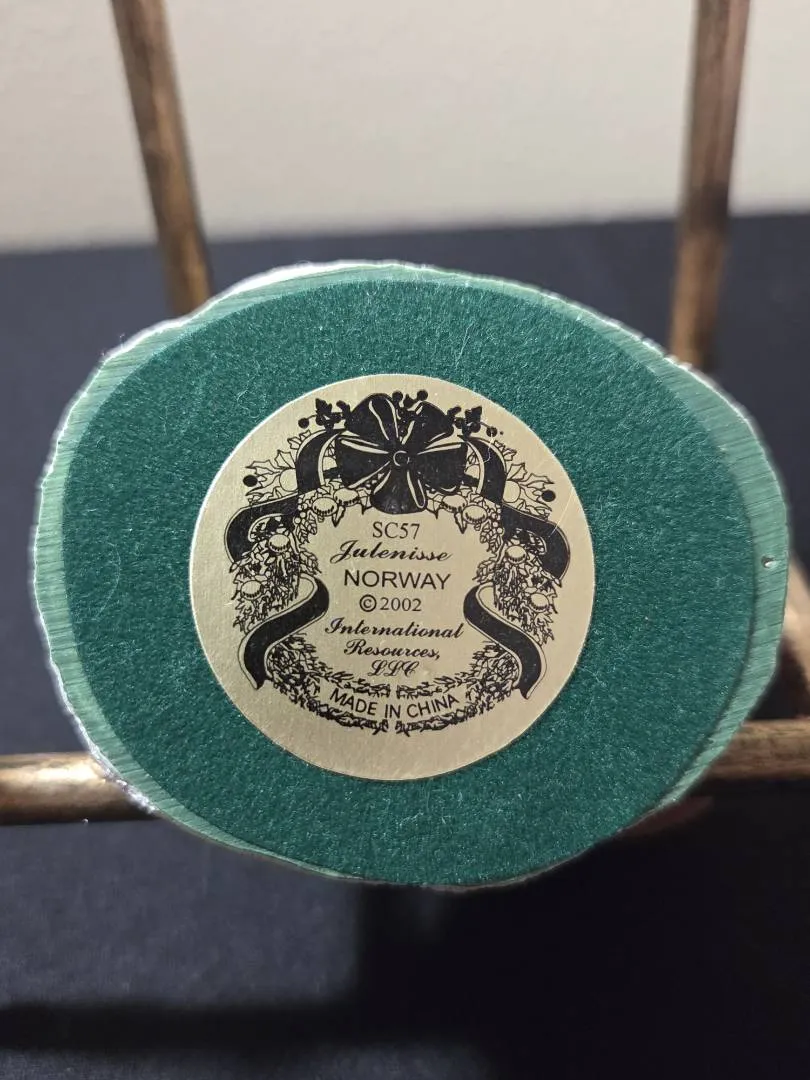 SC57
Julenisse
NORWAY
©2002
International
Resources,
LLC
MADE IN CHINA